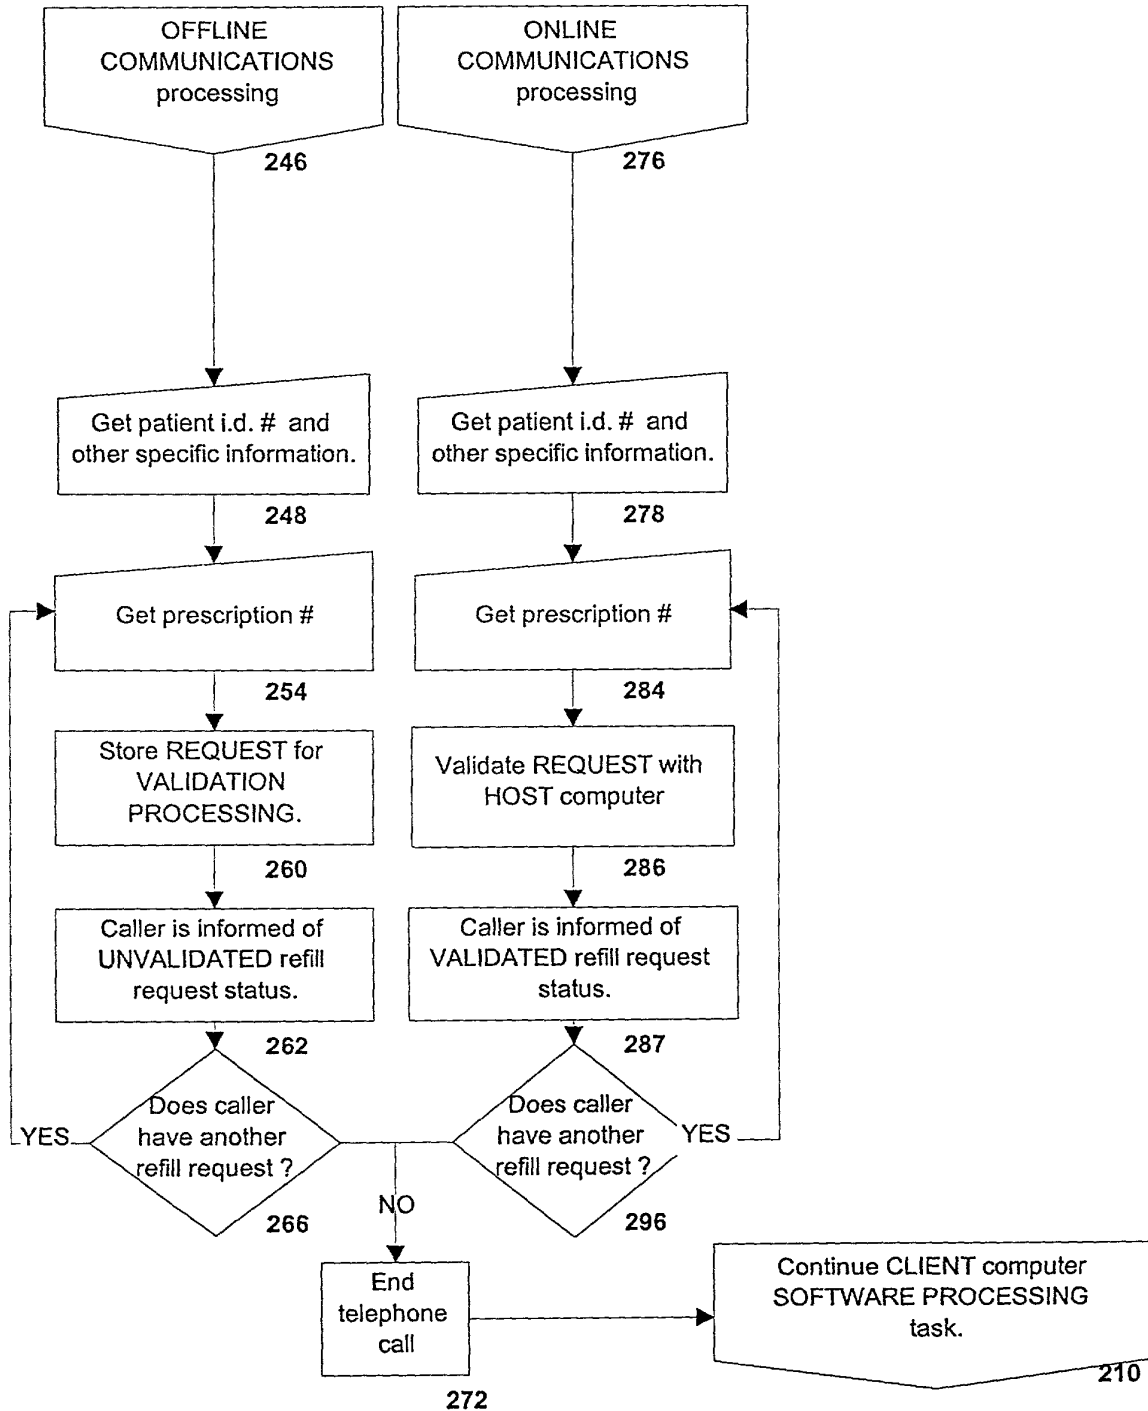 OFFLINE
COMMUNICATIONS
processing
246
ONLINE
COMMUNICATIONS
processing
276
Get patient i.d. # and
other specific information.
248
Get patient i.d. # and
other specific information.
278
Get prescription #
254
Get prescription #
284
Store REQUEST for
VALIDATION
PROCESSING.
260
Validate REQUEST with
HOST computer
286
Caller is informed of
UNVALIDATED refill
request status.
262
Caller is informed of
VALIDATED refill request
status.
287
YES
Does caller
have another
refill request ?
266
Does caller
have another
refill request ?
YES
296
NO
End
telephone
call
272
Continue CLIENT computer
SOFTWARE PROCESSING
task.
210